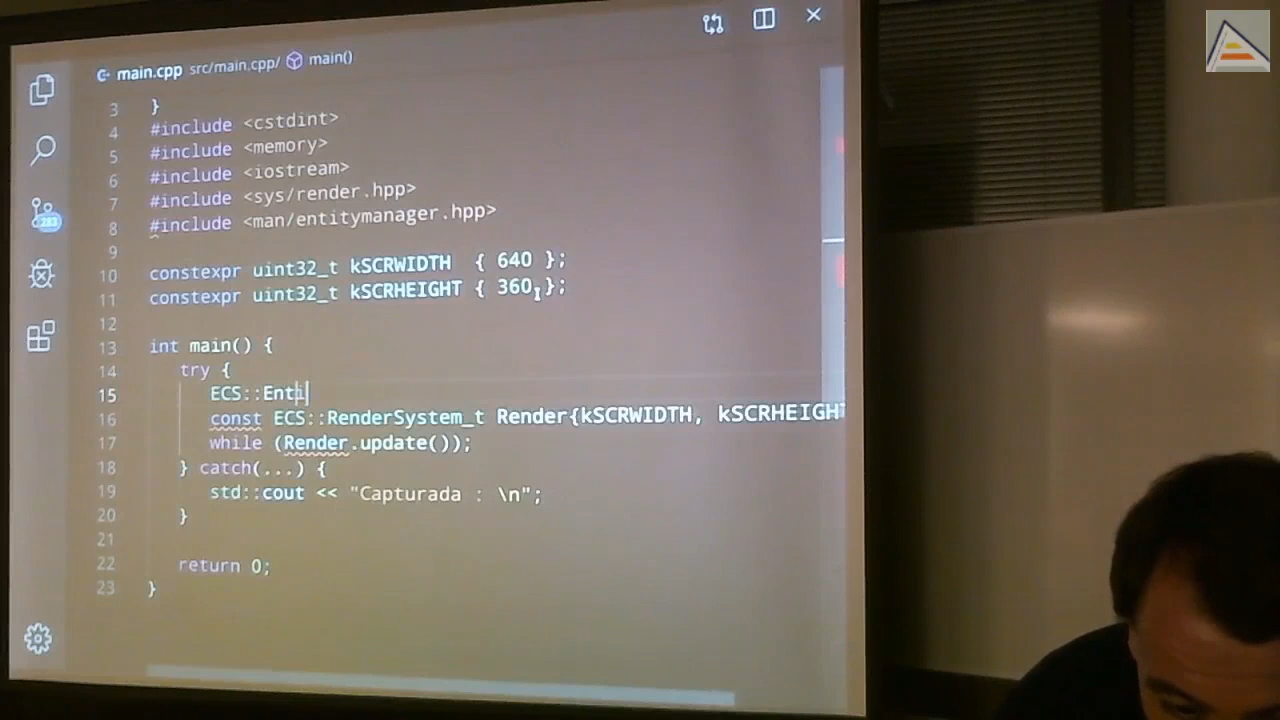 main.cpp src/main.cpp/ main()
3 }
4 #include <cstdint>
5 #include <memory>
6 #include <iostream>
7 #include <sys/render.hpp>
8 #include <man/entitymanager.hpp>
9
10 constexpr uint32_t kSCRWIDTH { 640 };
11 constexpr uint32_t kSCRHEIGHT { 360 };
12
13 int main() {
14 try {
15 ECS::Enti
16 const ECS::RenderSystem_t Render{kSCRWIDTH, kSCRHEIGHT
17 while (Render.update());
18 } catch(...) {
19 std::cout << "Capturada : \n";
20 }
21
22 return 0;
23 }
283